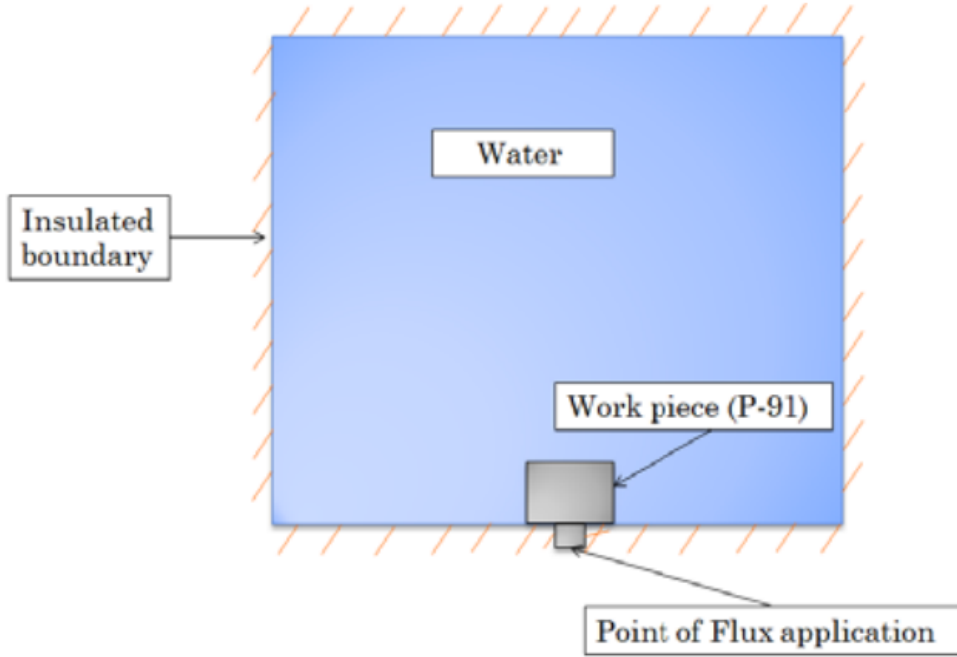 Water
Insulated
boundary
Work piece (P-91)
Point of Flux application